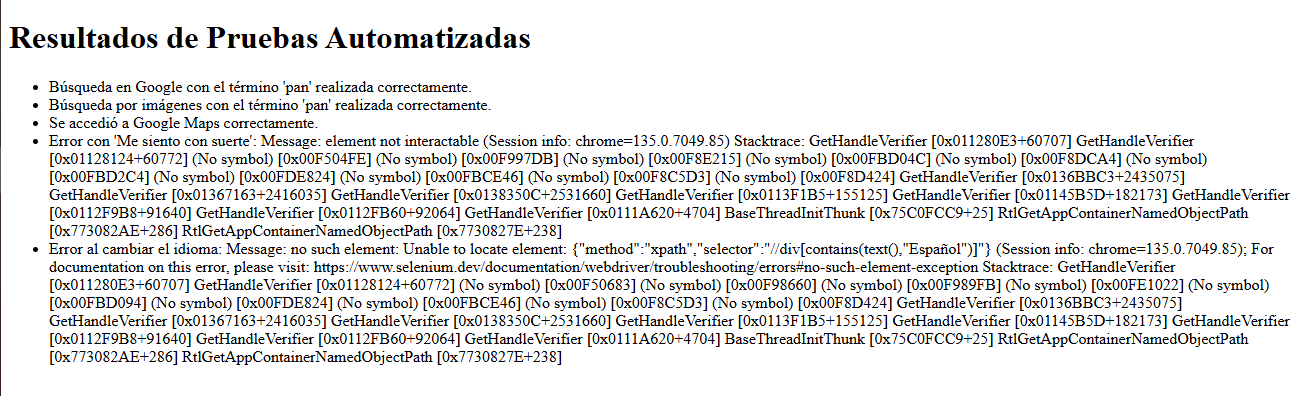 Resultados de Pruebas Automatizadas
• Búsqueda en Google con el término 'pan' realizada correctamente.
• Búsqueda por imágenes con el término 'pan' realizada correctamente.
• Se accedió a Google Maps correctamente.
• Error con 'Me siento con suerte': Message: element not interactable (Session info: chrome=135.0.7049.85) Stacktrace: GetHandleVerifier [0x011280E3+60707] GetHandleVerifier
[0x01128124+60772] (No symbol) [0x00F504FE] (No symbol) [0x00F997DB] (No symbol) [0x00F8E215] (No symbol) [0x00FBD04C] (No symbol) [0x00F8DCA4] (No symbol)
[0x00FBD2C4] (No symbol) [0x00FDE824] (No symbol) [0x00FBCE46] (No symbol) [0x00F8C5D3] (No symbol) [0x00F8D424] GetHandleVerifier [0x0136BBC3+2435075]
GetHandleVerifier [0x01367163+2416035] GetHandleVerifier [0x0138350C+2531660] GetHandleVerifier [0x0113F1B5+155125] GetHandleVerifier [0x01145B5D+182173] GetHandleVerifier
[0x0112F9B8+91640] GetHandleVerifier [0x0112FB60+92064] GetHandleVerifier [0x0111A620+4704] BaseThreadInitThunk [0x75C0FCC9+25] RtlGetAppContainerNamedObjectPath
[0x773082AE+286] RtlGetAppContainerNamedObjectPath [0x7730827E+238]
• Error al cambiar el idioma: Message: no such element: Unable to locate element: {"method":"xpath","selector":"//div[contains(text(),"Español")]"} (Session info: chrome=135.0.7049.85); For
documentation on this error, please visit: https://www.selenium.dev/documentation/webdriver/troubleshooting/errors#no-such-element-exception Stacktrace: GetHandleVerifier
[0x011280E3+60707] GetHandleVerifier [0x01128124+60772] (No symbol) [0x00F50683] (No symbol) [0x00F98660] (No symbol) [0x00F989FB] (No symbol) [0x00FE1022] (No symbol)
[0x00FBD094] (No symbol) [0x00FDE824] (No symbol) [0x00FBCE46] (No symbol) [0x00F8C5D3] (No symbol) [0x00F8D424] GetHandleVerifier [0x0136BBC3+2435075]
GetHandleVerifier [0x01367163+2416035] GetHandleVerifier [0x0138350C+2531660] GetHandleVerifier [0x0113F1B5+155125] GetHandleVerifier [0x01145B5D+182173] GetHandleVerifier
[0x0112F9B8+91640] GetHandleVerifier [0x0112FB60+92064] GetHandleVerifier [0x0111A620+4704] BaseThreadInitThunk [0x75C0FCC9+25] RtlGetAppContainerNamedObjectPath
[0x773082AE+286] RtlGetAppContainerNamedObjectPath [0x7730827E+238]